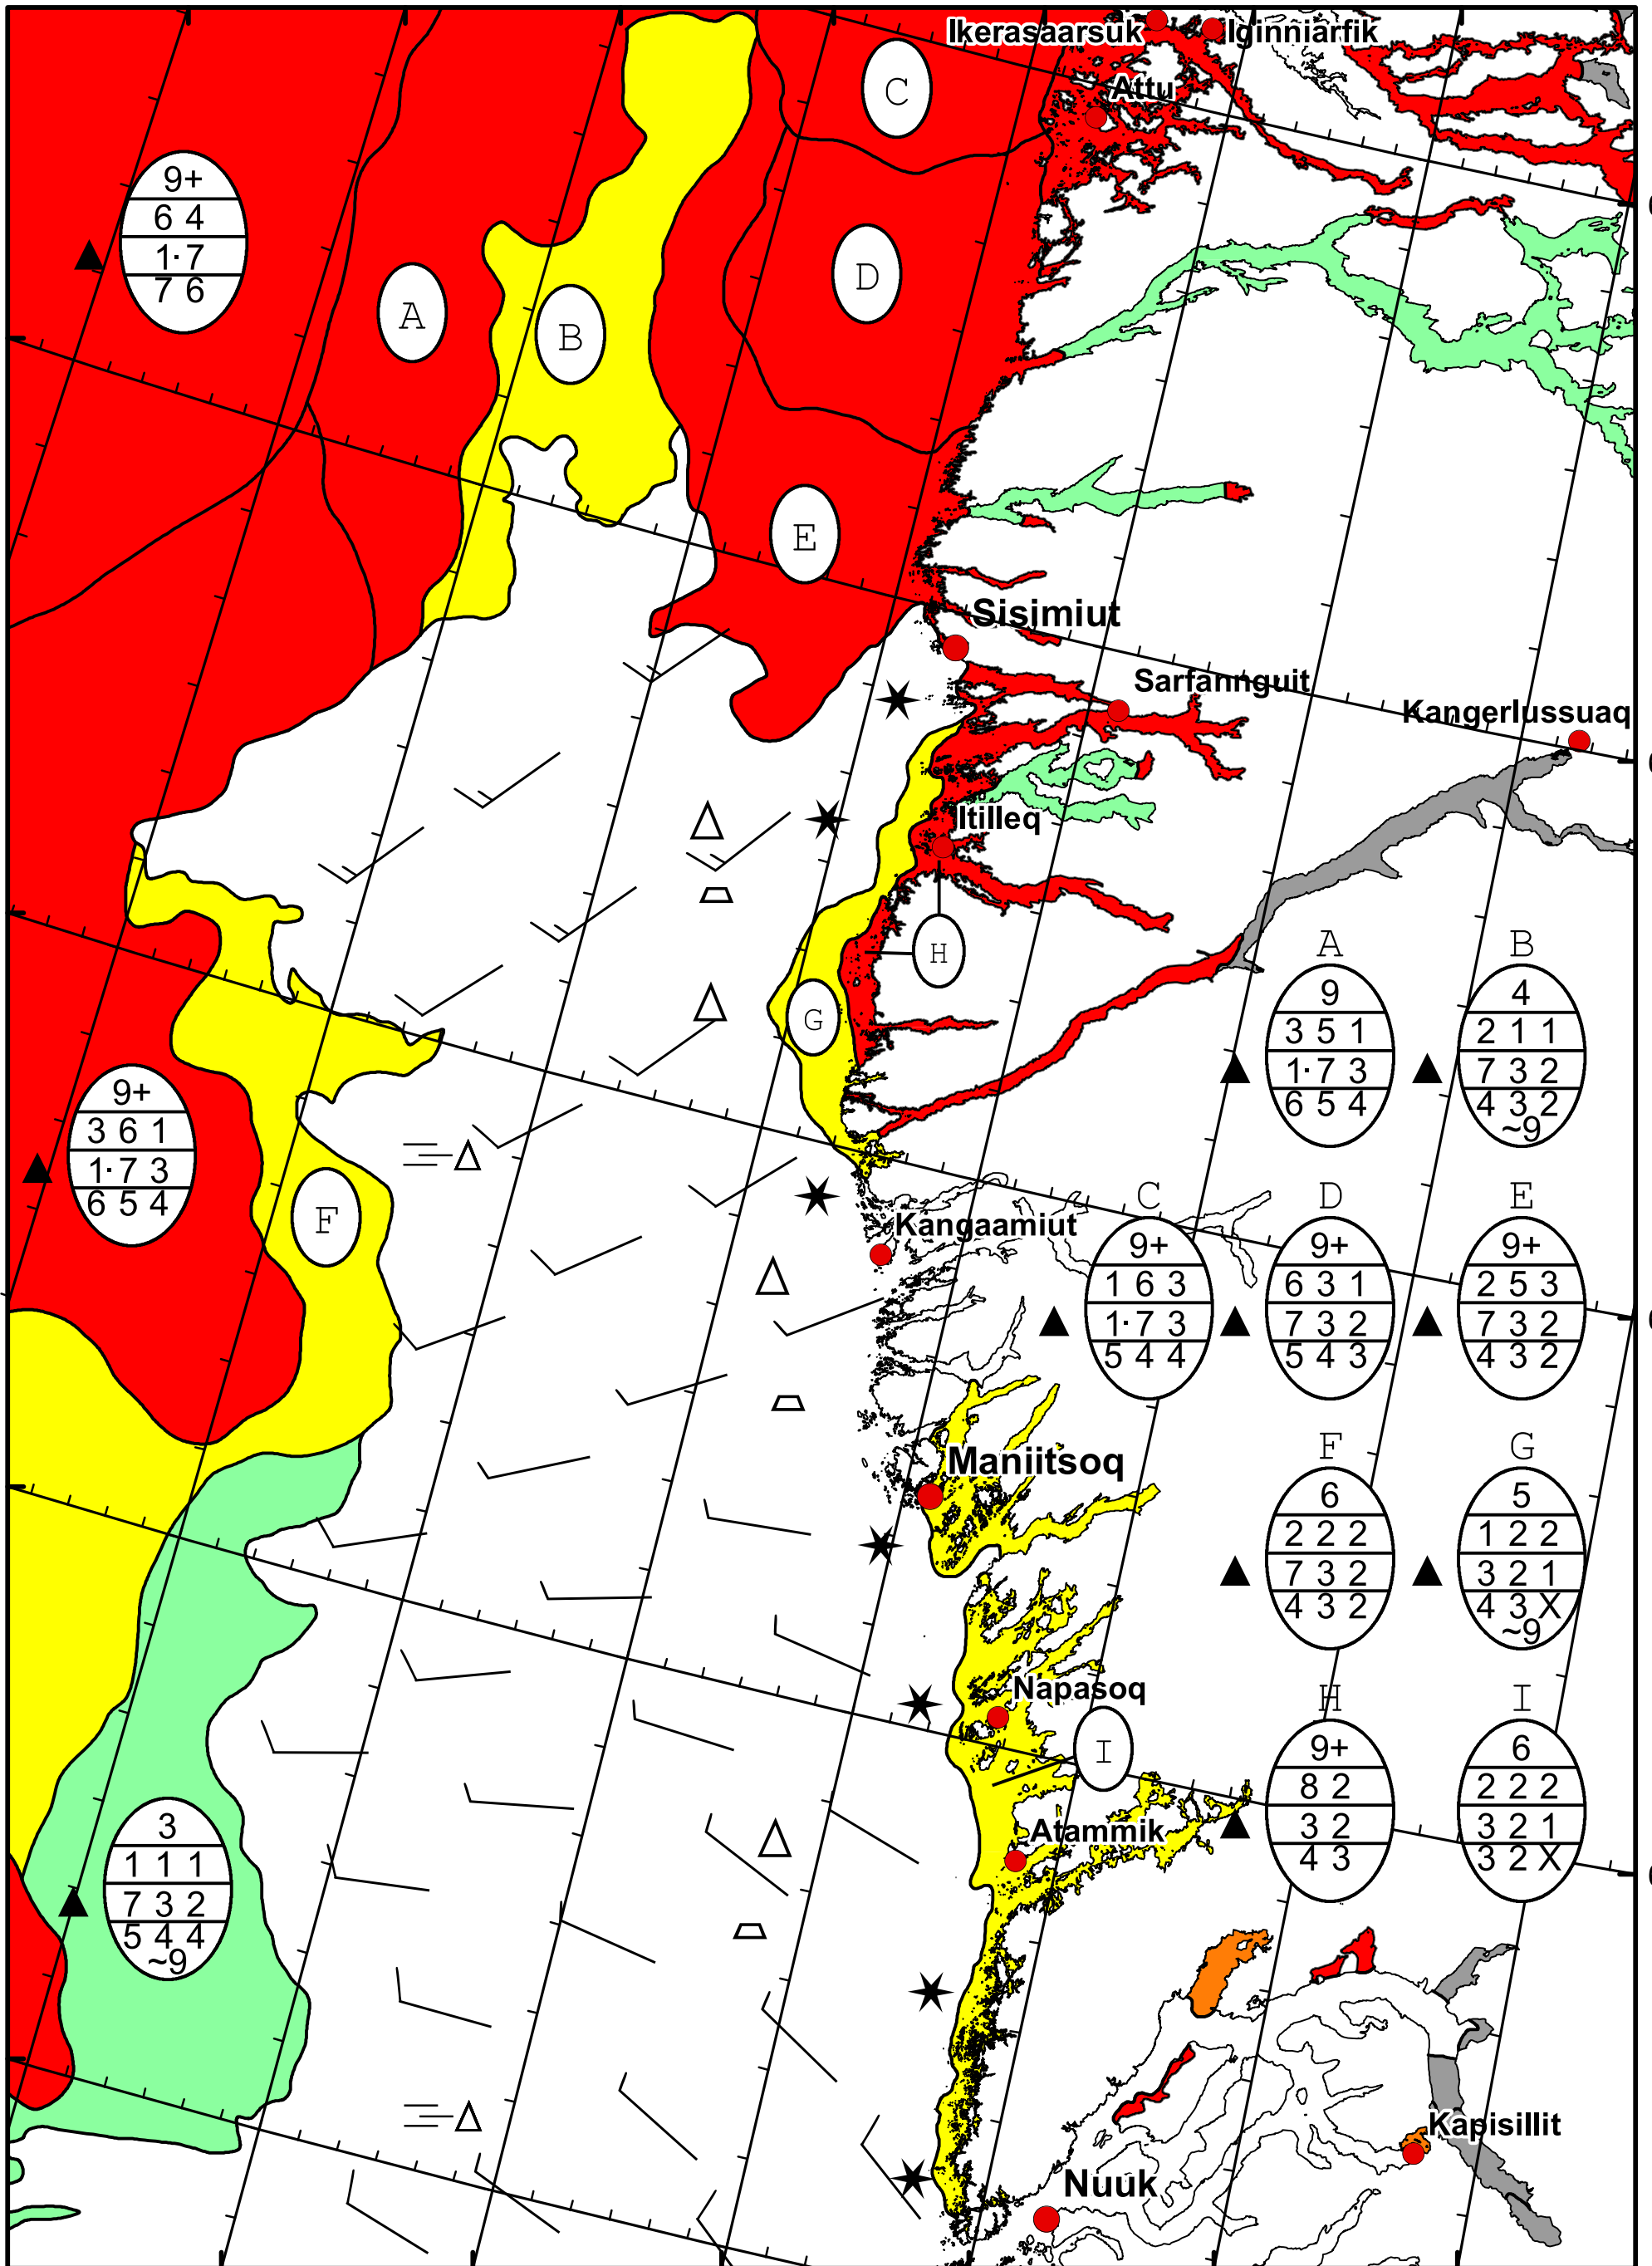 Ikerasaarsuk
Iginniarfik
Attu
C
9+
6 4
1·7
7 6
A
B
D
E
Sisimiut
Sarfannguit
Kangerlussuaq
Itilleq
H
G
A
9
3 5 1
1·7 3
6 5 4
B
4
2 1 1
7 3 2
4 3 2
~9
9+
3 6 1
1·7 3
6 5 4
F
Kangaamiut
C
9+
1 6 3
1·7 3
5 4 4
D
9+
6 3 1
7 3 2
5 4 3
E
9+
2 5 3
7 3 2
4 3 2
Maniitsoq
F
6
2 2 2
7 3 2
4 3 2
G
5
1 2 2
3 2 1
4 3 X
~9
Napasoq
I
Atammik
H
9+
8 2
3 2
4 3
I
6
2 2 2
3 2 1
3 2 X
3
1 1 1
7 3 2
5 4 4
~9
Kapisillit
Nuuk